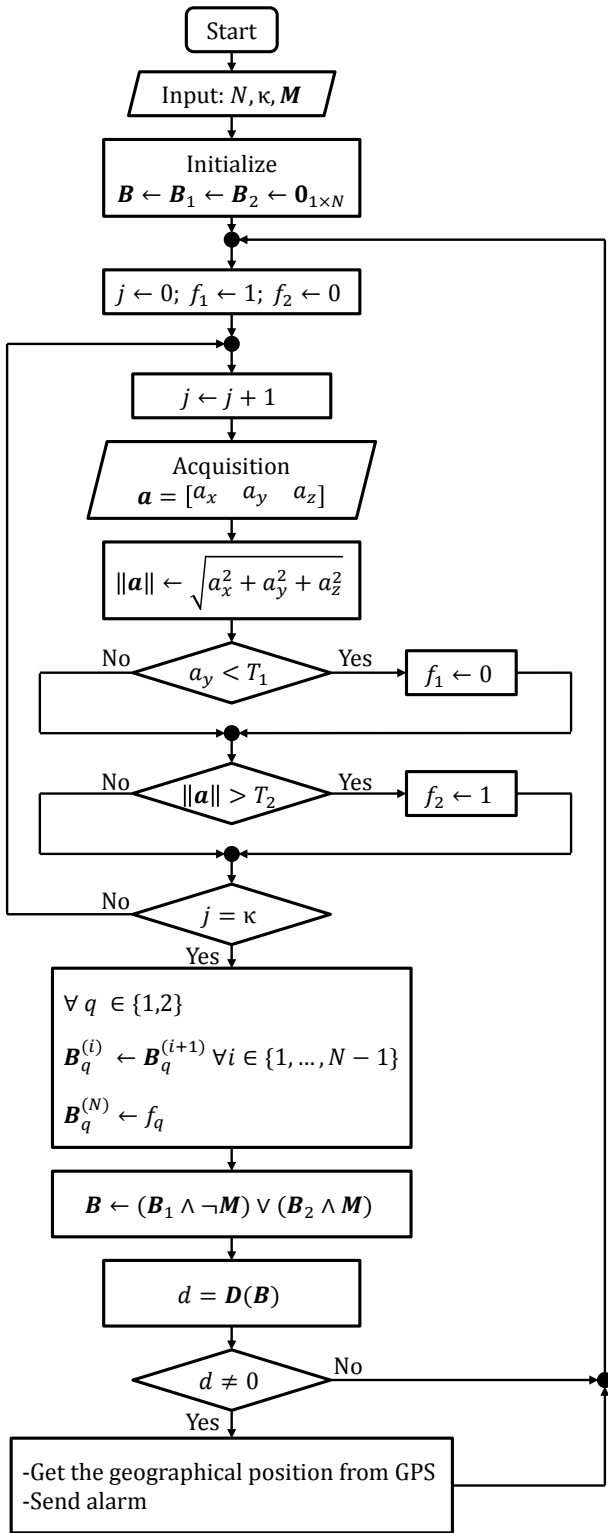 Start
Input: N, κ, M
Initialize
B ← B₁ ← B₂ ← 0₁ₓN
j ← 0; f₁ ← 1; f₂ ← 0
j ← j + 1
Acquisition
a = [aₓ a_y a_z]
‖a‖ ← √(aₓ² + a_y² + a_z²)
No
a_y < T₁
Yes
f₁ ← 0
No
‖a‖ > T₂
Yes
f₂ ← 1
No
j = κ
Yes
∀ q ∈ {1,2}
B_q^(i) ← B_q^(i+1) ∀i ∈ {1, … , N − 1}
B_q^(N) ← f_q
B ← (B₁ ∧ ¬M) ∨ (B₂ ∧ M)
d = D(B)
d ≠ 0
No
Yes
-Get the geographical position from GPS
-Send alarm